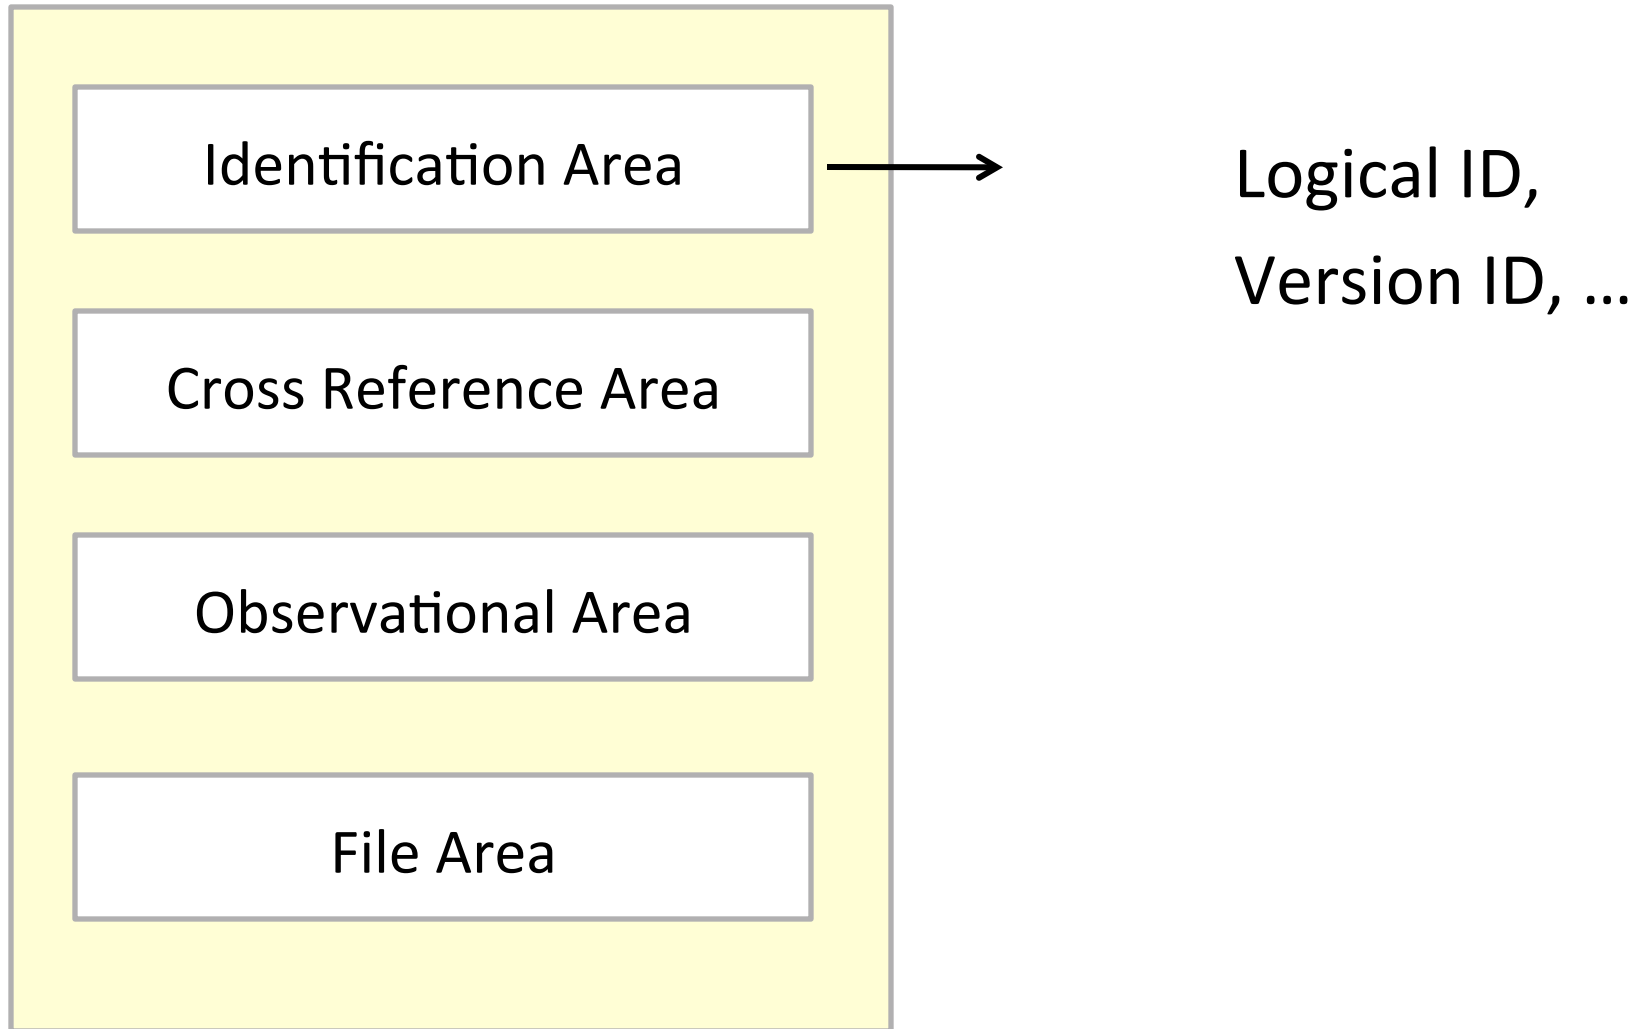 Identification Area
Logical ID,
Version ID, ...
Cross Reference Area
Observational Area
File Area